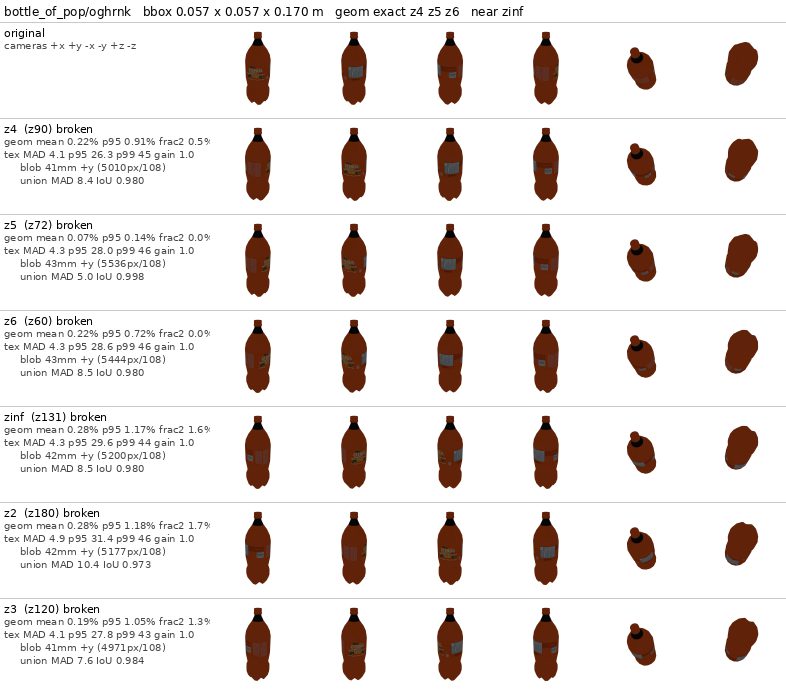 bottle_of_pop/oghrnk bbox 0.057 x 0.057 x 0.170 m geom exact z4 z5 z6 near zinf
original
cameras +x +y -x -y +z -z
z4 (z90) broken
geom mean 0.22% p95 0.91% frac2 0.5%
tex MAD 4.1 p95 26.3 p99 45 gain 1.0
blob 41mm +y (5010px/108)
union MAD 8.4 IoU 0.980
z5 (z72) broken
geom mean 0.07% p95 0.14% frac2 0.0%
tex MAD 4.3 p95 28.0 p99 46 gain 1.0
blob 43mm +y (5536px/108)
union MAD 5.0 IoU 0.998
z6 (z60) broken
geom mean 0.22% p95 0.72% frac2 0.0%
tex MAD 4.3 p95 28.6 p99 46 gain 1.0
blob 43mm +y (5444px/108)
union MAD 8.5 IoU 0.980
zinf (z131) broken
geom mean 0.28% p95 1.17% frac2 1.6%
tex MAD 4.3 p95 29.6 p99 44 gain 1.0
blob 42mm +y (5200px/108)
union MAD 8.5 IoU 0.980
z2 (z180) broken
geom mean 0.28% p95 1.18% frac2 1.7%
tex MAD 4.9 p95 31.4 p99 46 gain 1.0
blob 42mm +y (5177px/108)
union MAD 10.4 IoU 0.973
z3 (z120) broken
geom mean 0.19% p95 1.05% frac2 1.3%
tex MAD 4.1 p95 27.8 p99 43 gain 1.0
blob 41mm +y (4971px/108)
union MAD 7.6 IoU 0.984